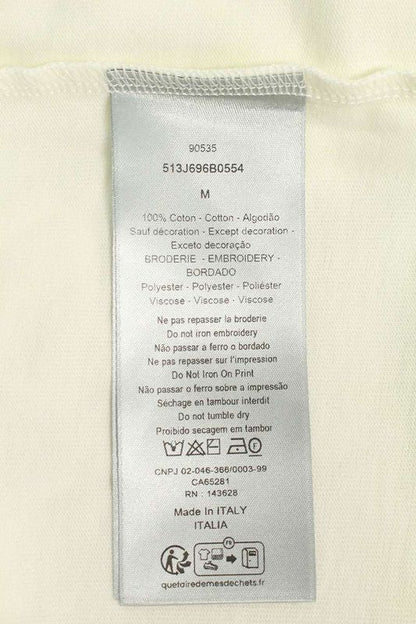 90535
513J696B0554
M
100% Coton - Cotton - Algodão
Sauf décoration - Except decoration -
Exceto decoração
BRODERIE - EMBROIDERY -
BORDADO
Polyester - Polyester - Poliéster
Viscose - Viscose - Viscose
Ne pas repasser la broderie
Do not iron embroidery
Não passar a ferro o bordado
Ne pas repasser sur l'impression
Do Not Iron On Print
Não passar o ferro sobre a impressão
Séchage en tambour interdit
Do not tumble dry
Proibido secagem em tambor
F
CNPJ 02-046-366/0003-99
CA65281
RN : 143628
Made In ITALY
ITALIA
FR
quefairedemesdechets.fr